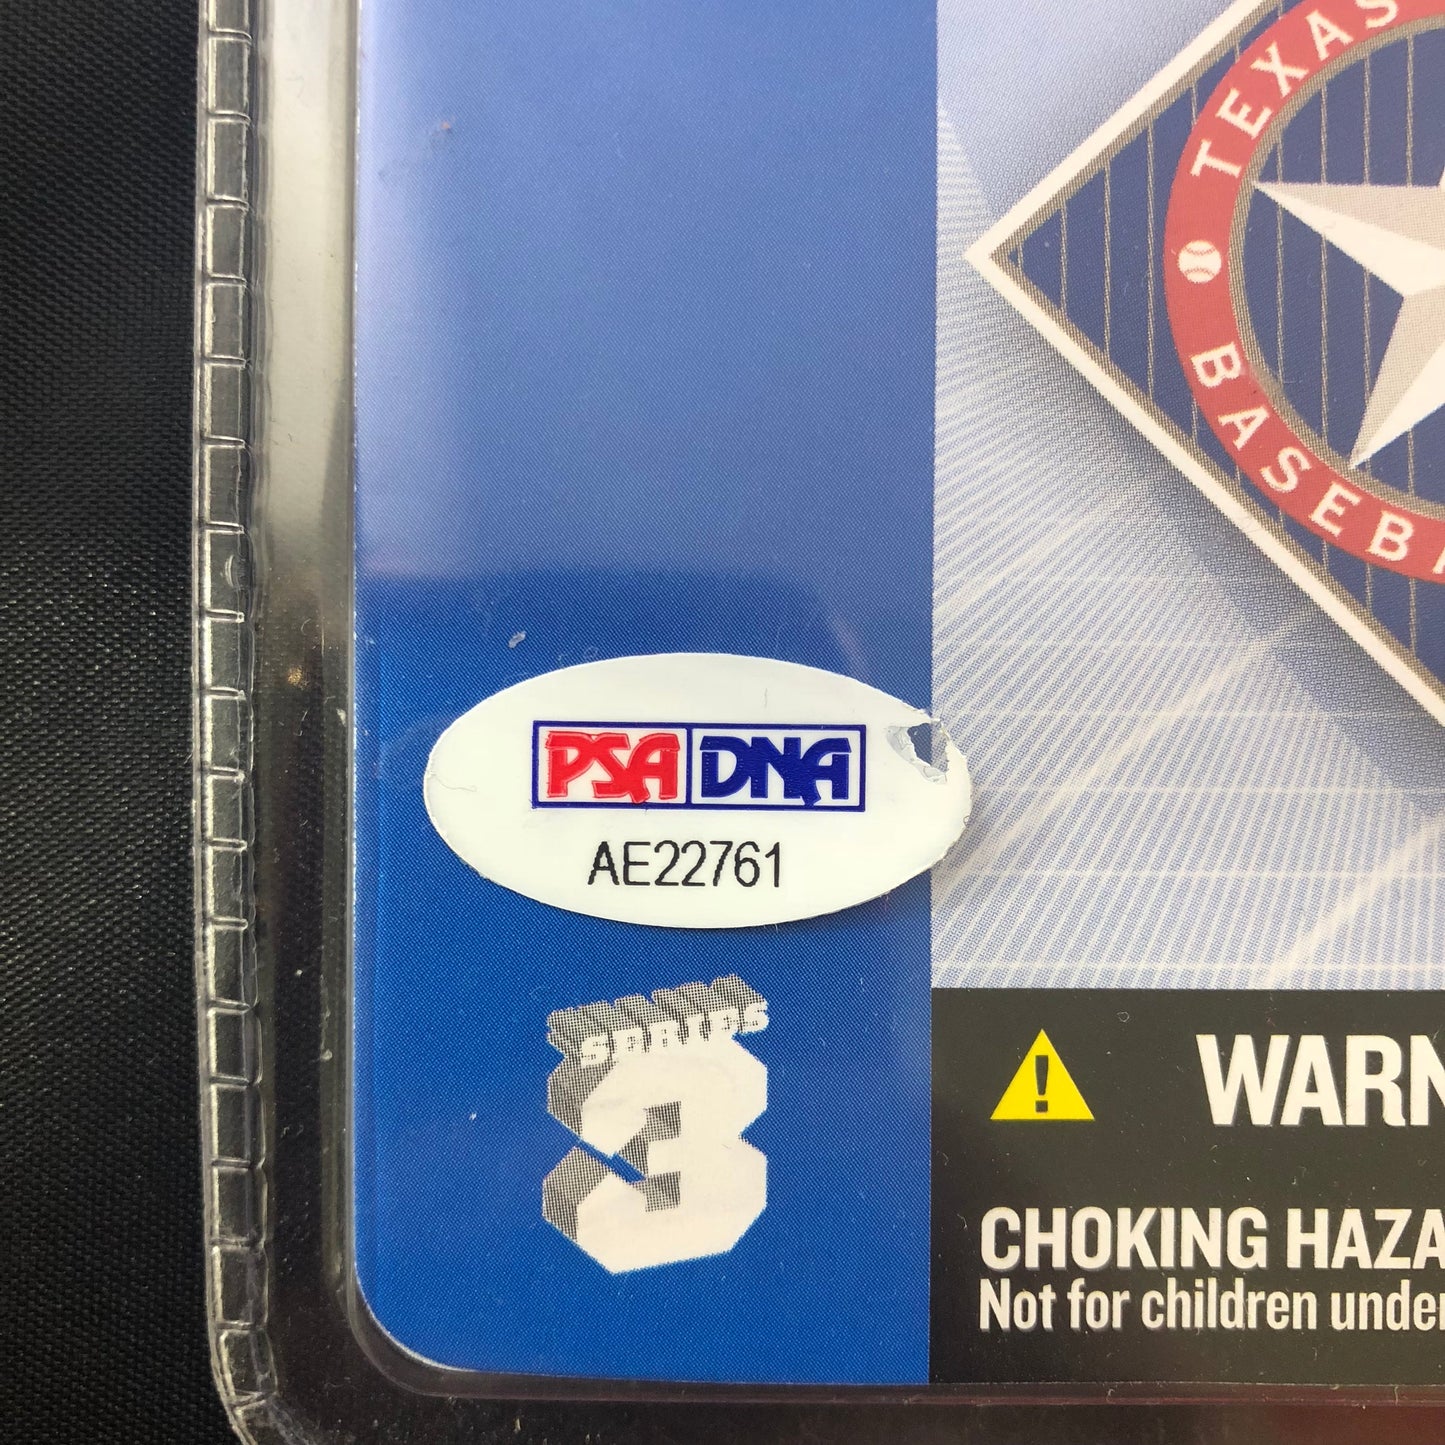 TEXAS
BASEB
PSA DNA
AE22761
SERIES
3
WARN
CHOKING HAZA
Not for children under